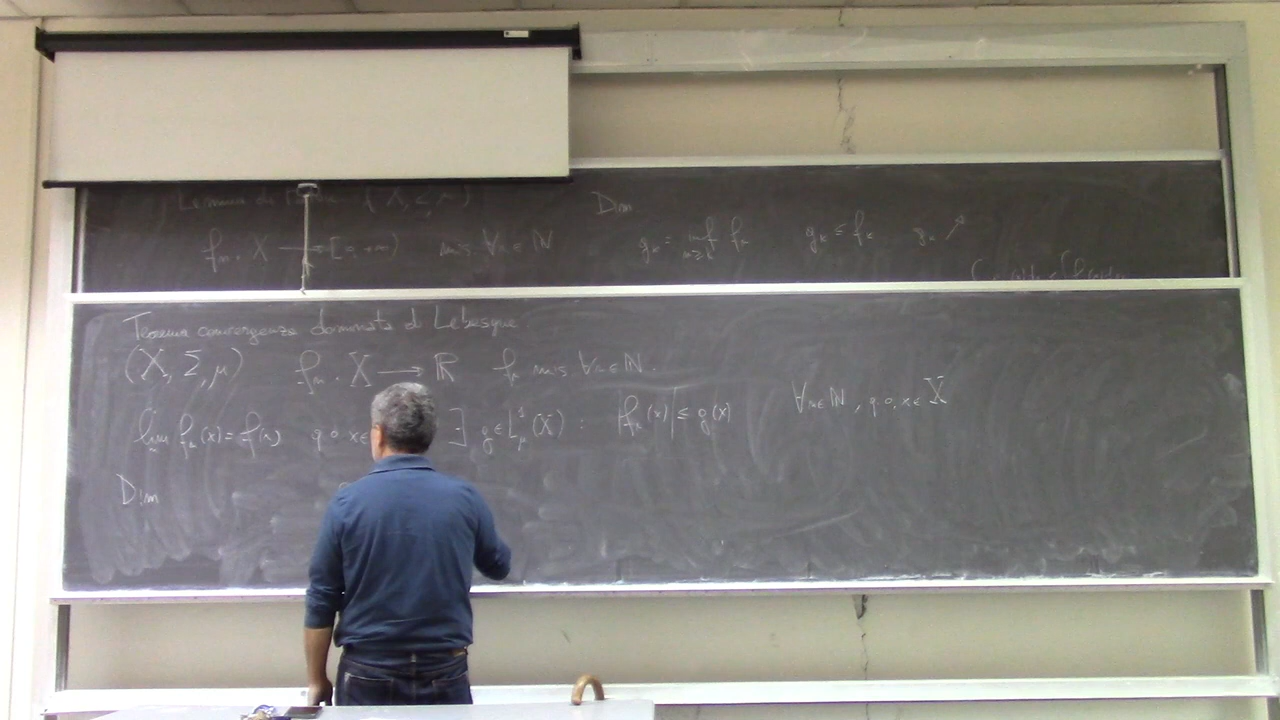 Lemma di Fatou (X, Σ, μ)
Dim.
fₙ : X → [0, +∞) mis. ∀n ∈ ℕ
gₖ = inf fₙ gₖ ≤ fₖ gₖ ↗
n≥k
Teorema convergenza dominata di Lebesgue
(X, Σ, μ) fₙ : X → ℝ fₙ mis ∀n ∈ ℕ.
lim fₙ(x) = f(x) q.o. x ∈ ∃ g ∈ L¹μ(X) : |fₙ(x)| ≤ g(x) ∀n∈ℕ, q.o. x ∈ X
n
Dim